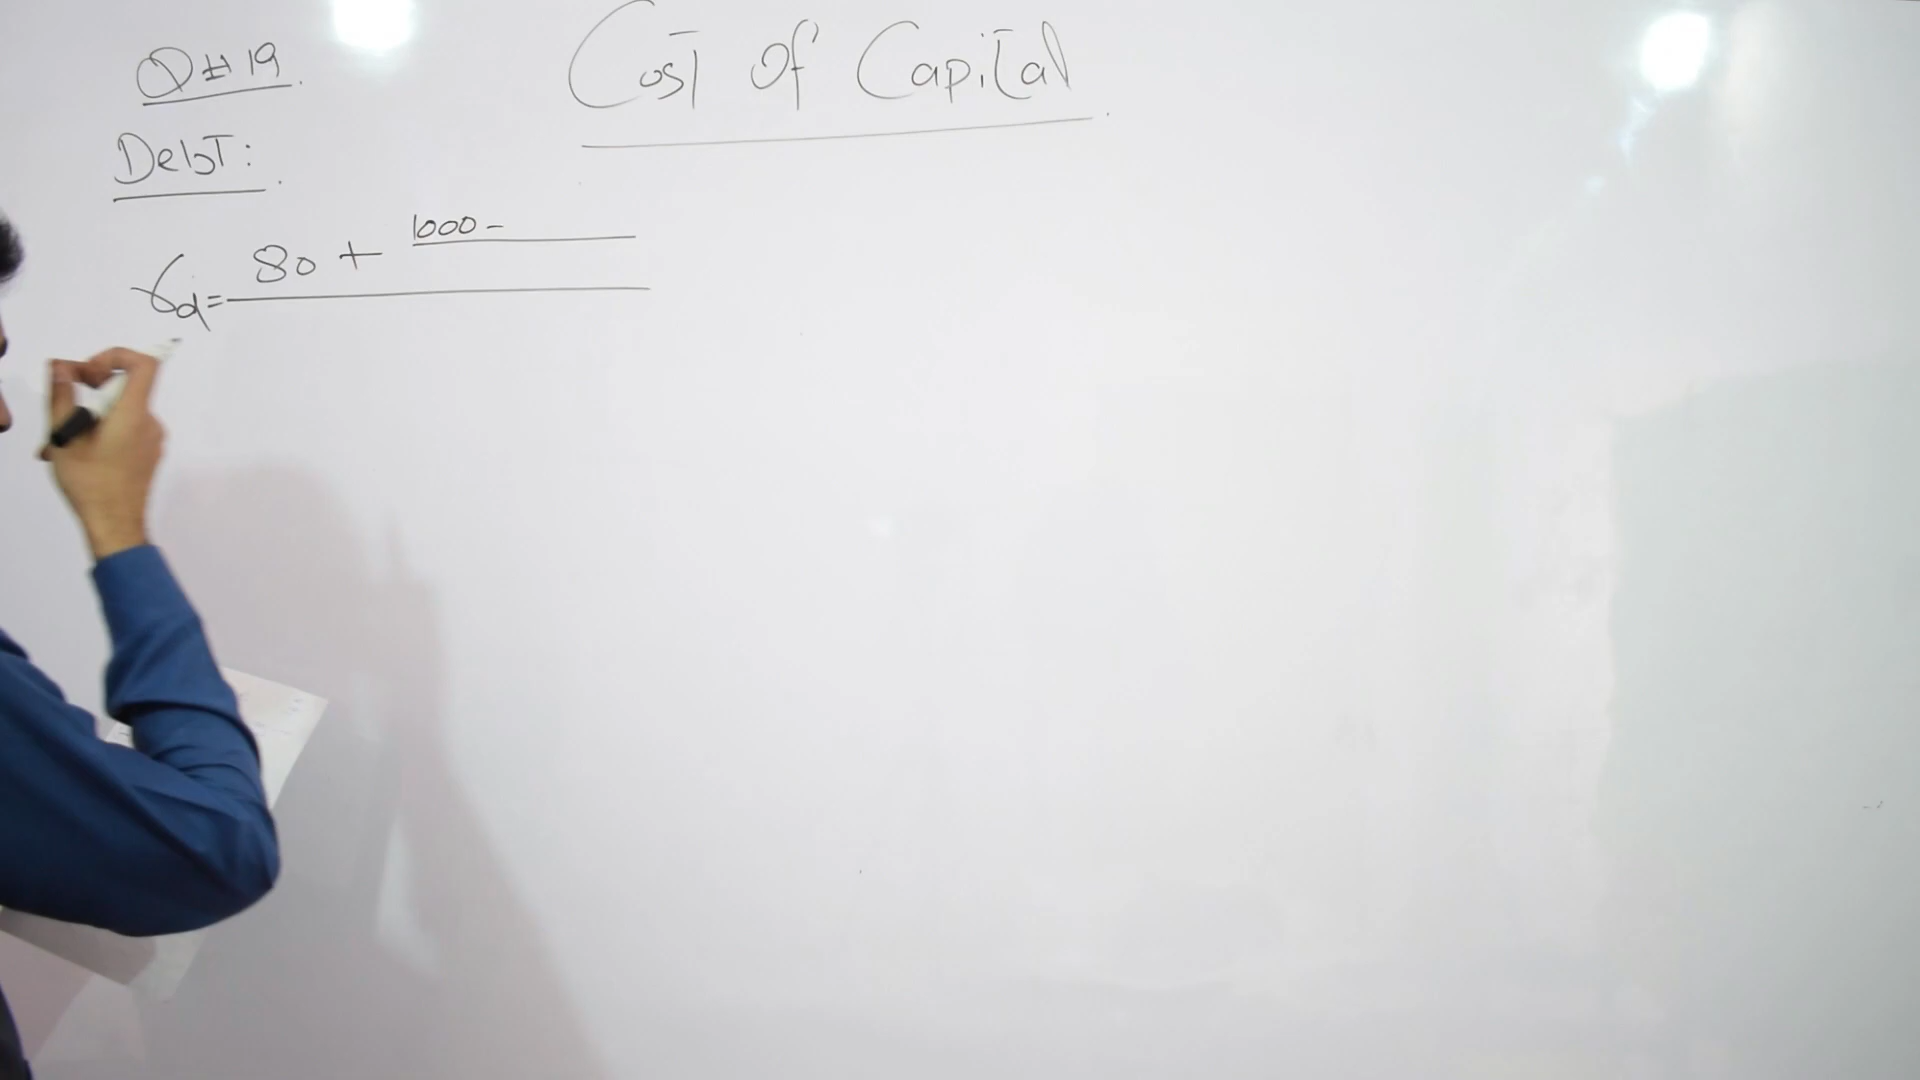 Q#19.
Cost Of Capital
Debt:
1000 -
rd = 80 +